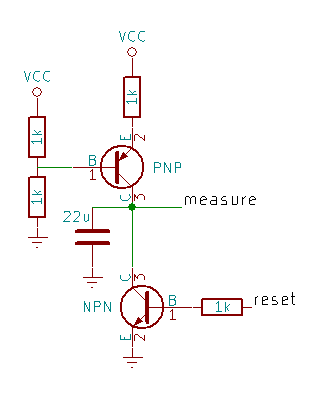 VCC
VCC
1k
1k
E 2
B
1
PNP
1k
C 3
measure
22u
C 3
NPN
B
1
1k
reset
E 2